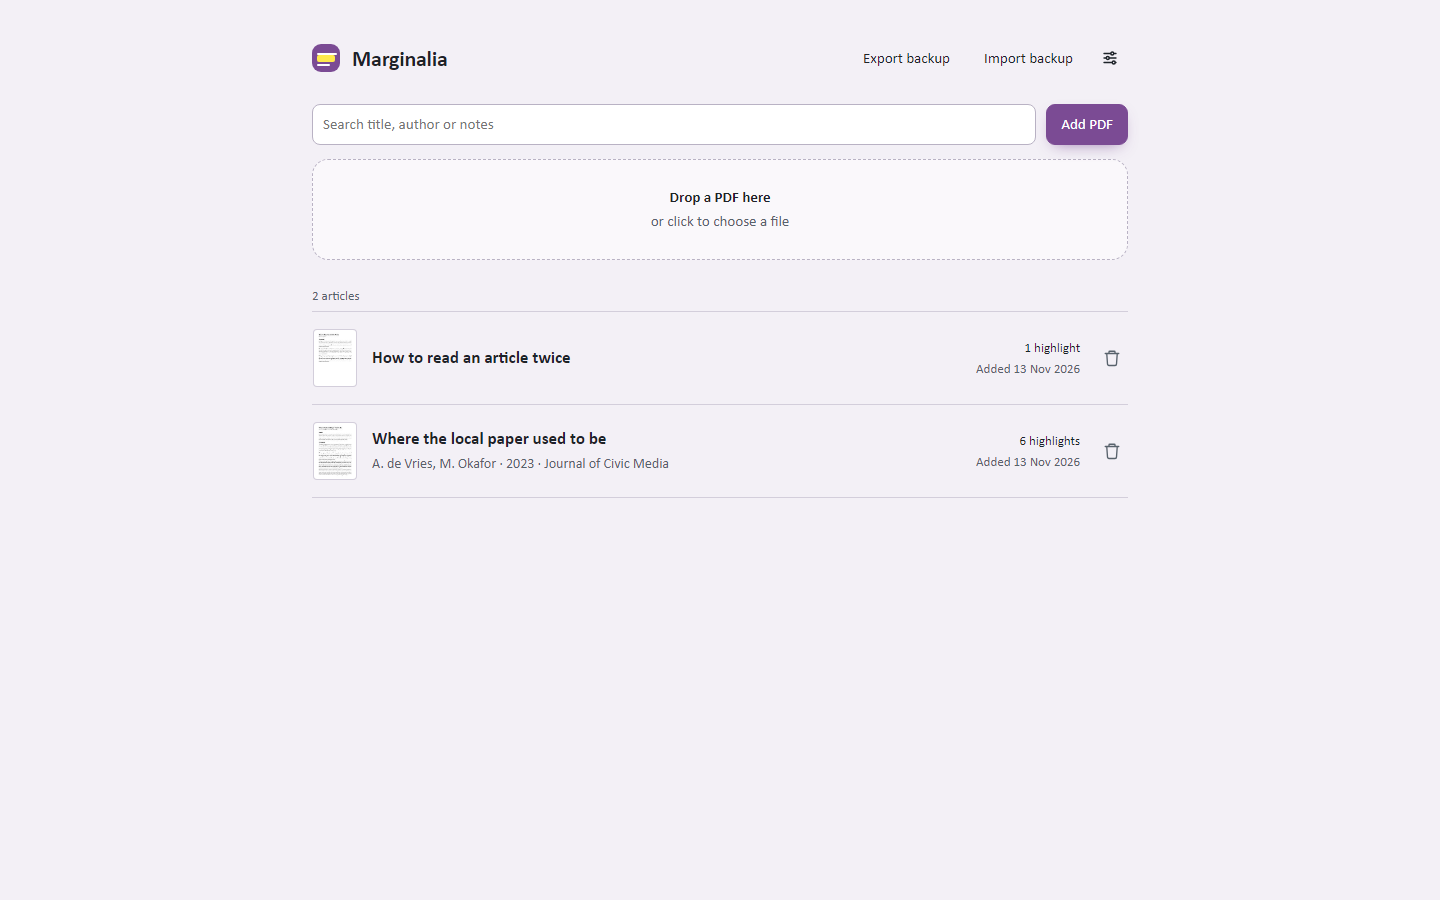 Marginalia
Export backup
Import backup
Search title, author or notes
Add PDF
Drop a PDF here
or click to choose a file
2 articles
How to read an article twice
1 highlight
Added 13 Nov 2026
Where the local paper used to be
A. de Vries, M. Okafor · 2023 · Journal of Civic Media
6 highlights
Added 13 Nov 2026